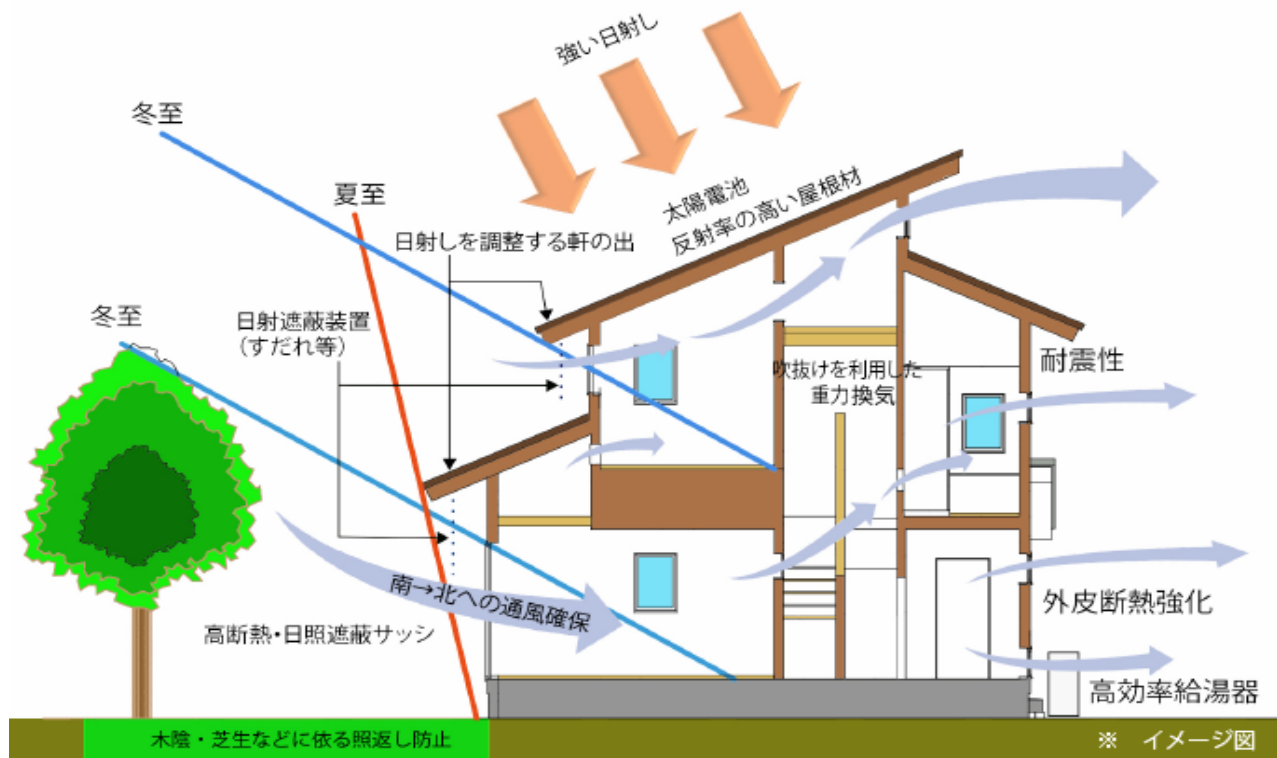 強い日射し
冬至
夏至
太陽電池
反射率の高い屋根材
日射しを調整する軒の出
冬至
日射遮蔽装置
（すだれ等）
吹抜けを利用した
重力換気
耐震性
南→北への通風確保
高断熱・日照遮蔽サッシ
外皮断熱強化
高効率給湯器
木陰・芝生などに依る照返し防止
※　イメージ図